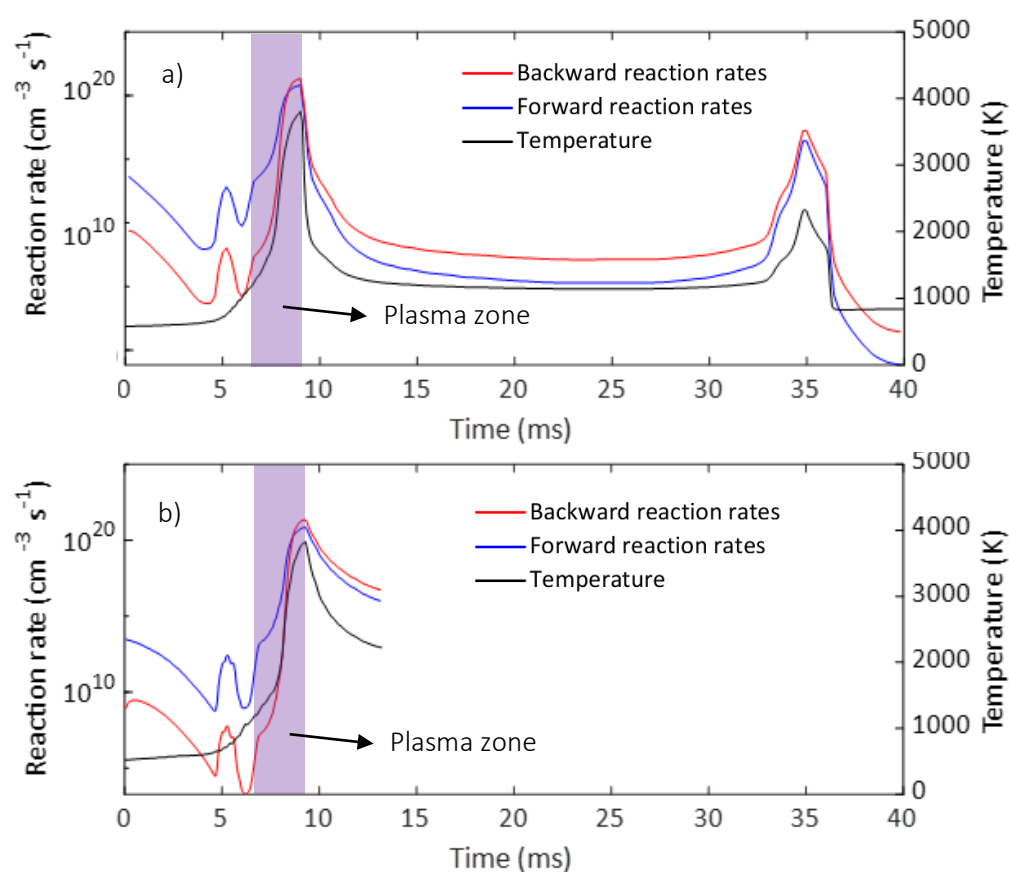 a)
Backward reaction rates
Forward reaction rates
Temperature
Plasma zone
Reaction rate (cm⁻³ s⁻¹)
10²⁰
10¹⁰
Temperature (K)
5000
4000
3000
2000
1000
0
0 5 10 15 20 25 30 35 40
Time (ms)
b)
Backward reaction rates
Forward reaction rates
Temperature
Plasma zone
Reaction rate (cm⁻³ s⁻¹)
10²⁰
10¹⁰
Temperature (K)
5000
4000
3000
2000
1000
0
0 5 10 15 20 25 30 35 40
Time (ms)